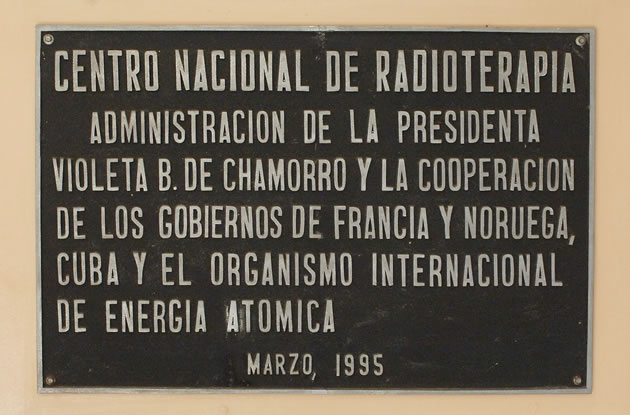 CENTRO NACIONAL DE RADIOTERAPIA
ADMINISTRACION DE LA PRESIDENTA
VIOLETA B. DE CHAMORRO Y LA COOPERACION
DE LOS GOBIERNOS DE FRANCIA Y NORUEGA,
CUBA Y EL ORGANISMO INTERNACIONAL
DE ENERGIA ATOMICA
MARZO, 1995